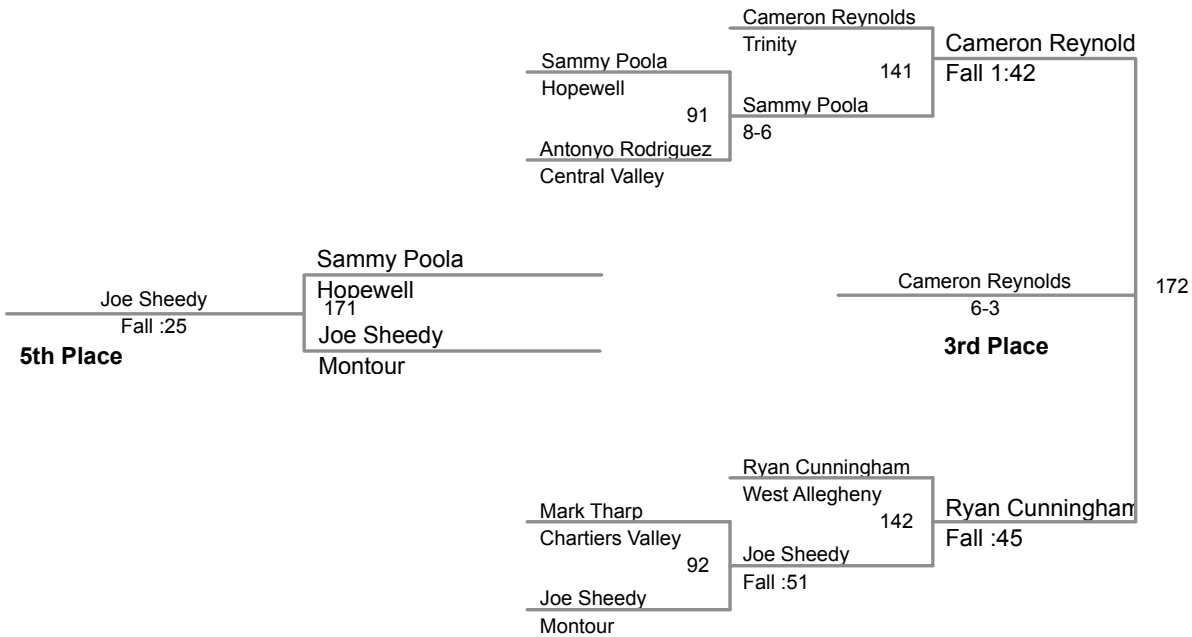 Cameron Reynolds
Trinity
Cameron Reynold
141
Fall 1:42
Sammy Poola
Hopewell
91
Sammy Poola
8-6
Antonyo Rodriguez
Central Valley
Sammy Poola
Hopewell
171
Joe Sheedy
Montour
Joe Sheedy
Fall :25
5th Place
Cameron Reynolds
6-3
3rd Place
172
Ryan Cunningham
West Allegheny
142
Ryan Cunningham
Fall :45
Mark Tharp
Chartiers Valley
92
Joe Sheedy
Fall :51
Joe Sheedy
Montour